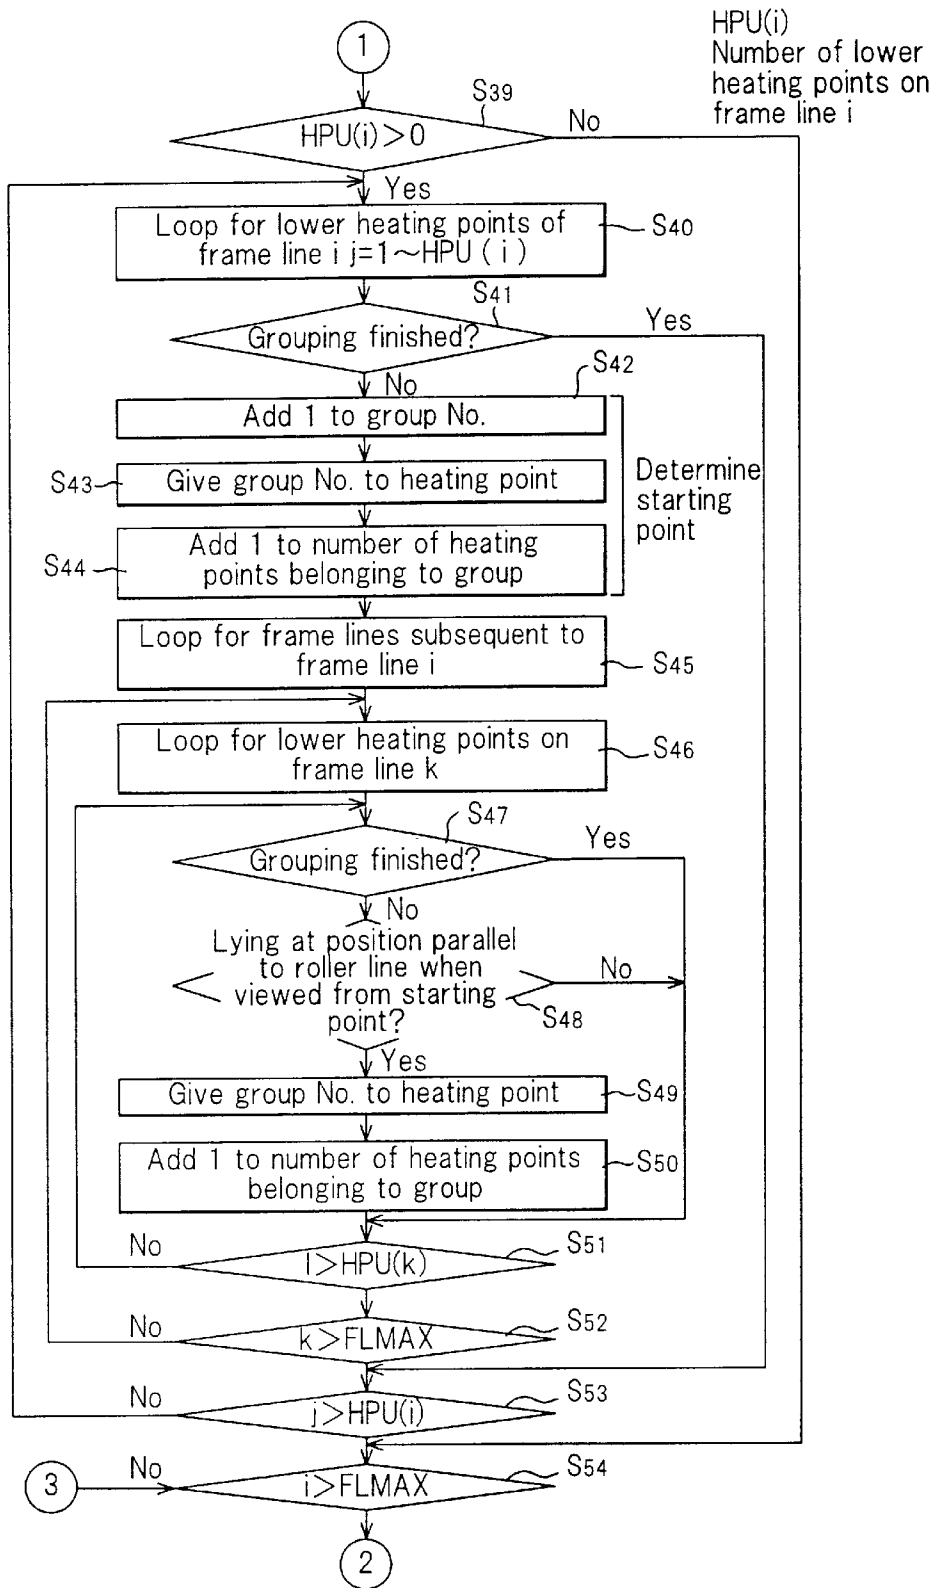 HPU(i)
Number of lower
heating points on
frame line i
1
S39
HPU(i)>0
No
Yes
Loop for lower heating points of
frame line i j=1~HPU ( i )
S40
S41
Grouping finished?
Yes
No
S42
Add 1 to group No.
S43
Give group No. to heating point
Determine
starting
point
S44
Add 1 to number of heating
points belonging to group
Loop for frame lines subsequent to
frame line i
S45
Loop for lower heating points on
frame line k
S46
S47
Grouping finished?
Yes
No
Lying at position parallel
to roller line when
viewed from starting
point?
No
S48
Yes
Give group No. to heating point
S49
Add 1 to number of heating points
belonging to group
S50
No
l>HPU(k)
S51
No
k>FLMAX
S52
No
j>HPU(i)
S53
3
No
i>FLMAX
S54
2